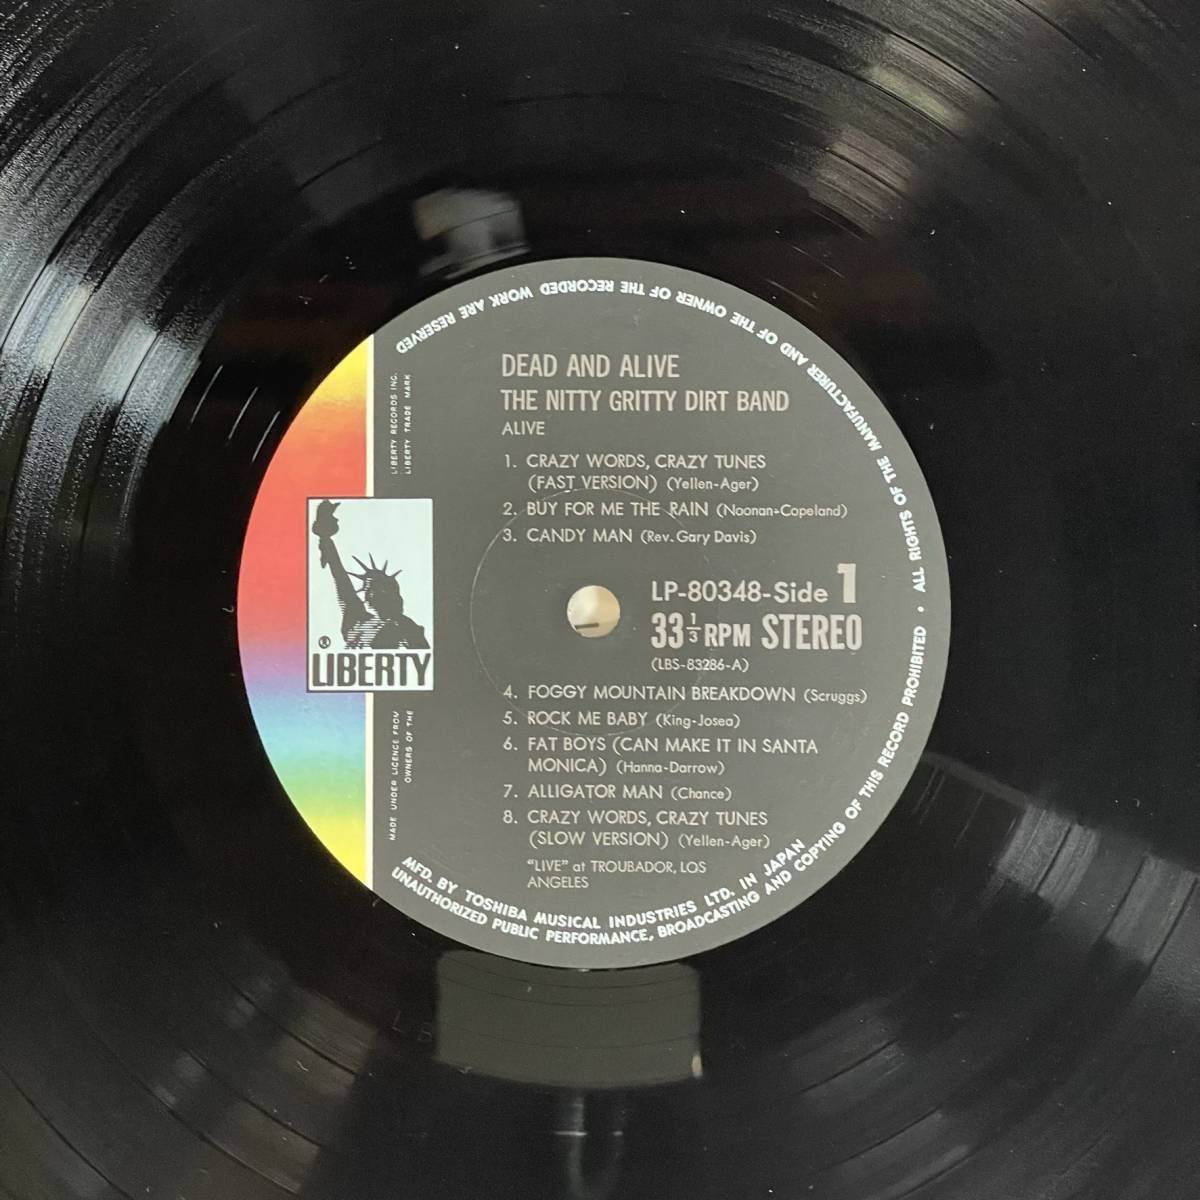 DEAD AND ALIVE
THE NITTY GRITTY DIRT BAND
ALIVE
1. CRAZY WORDS, CRAZY TUNES
(FAST VERSION) (Yellen-Ager)
2. BUY FOR ME THE RAIN (Noonan-Copeland)
3. CANDY MAN (Rev. Gary Davis)
LP-80348-Side 1
33 1/3 RPM STEREO
(LBS-83286-A)
4. FOGGY MOUNTAIN BREAKDOWN (Scruggs)
5. ROCK ME BABY (King-Josea)
6. FAT BOYS (CAN MAKE IT IN SANTA
MONICA) (Hanna-Darrow)
7. ALLIGATOR MAN (Chance)
8. CRAZY WORDS, CRAZY TUNES
(SLOW VERSION) (Yellen-Ager)
"LIVE" at TROUBADOR, LOS
ANGELES
LIBERTY RECORDS INC.
LIBERTY TRADE MARK
® LIBERTY
MADE UNDER LICENCE FROM
OWNERS OF THE
MFD. BY TOSHIBA MUSICAL INDUSTRIES LTD. IN JAPAN
UNAUTHORIZED PUBLIC PERFORMANCE, BROADCASTING AND COPYING OF THIS RECORD PROHIBITED • ALL RIGHTS OF THE MANUFACTURER AND OF THE OWNER OF THE RECORDED WORK ARE RESERVED